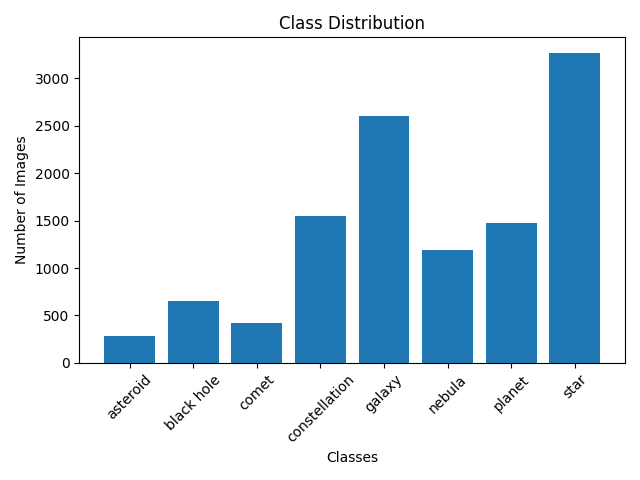 Class Distribution
Number of Images
3000
2500
2000
1500
1000
500
0
asteroid
black hole
comet
constellation
galaxy
nebula
planet
star
Classes